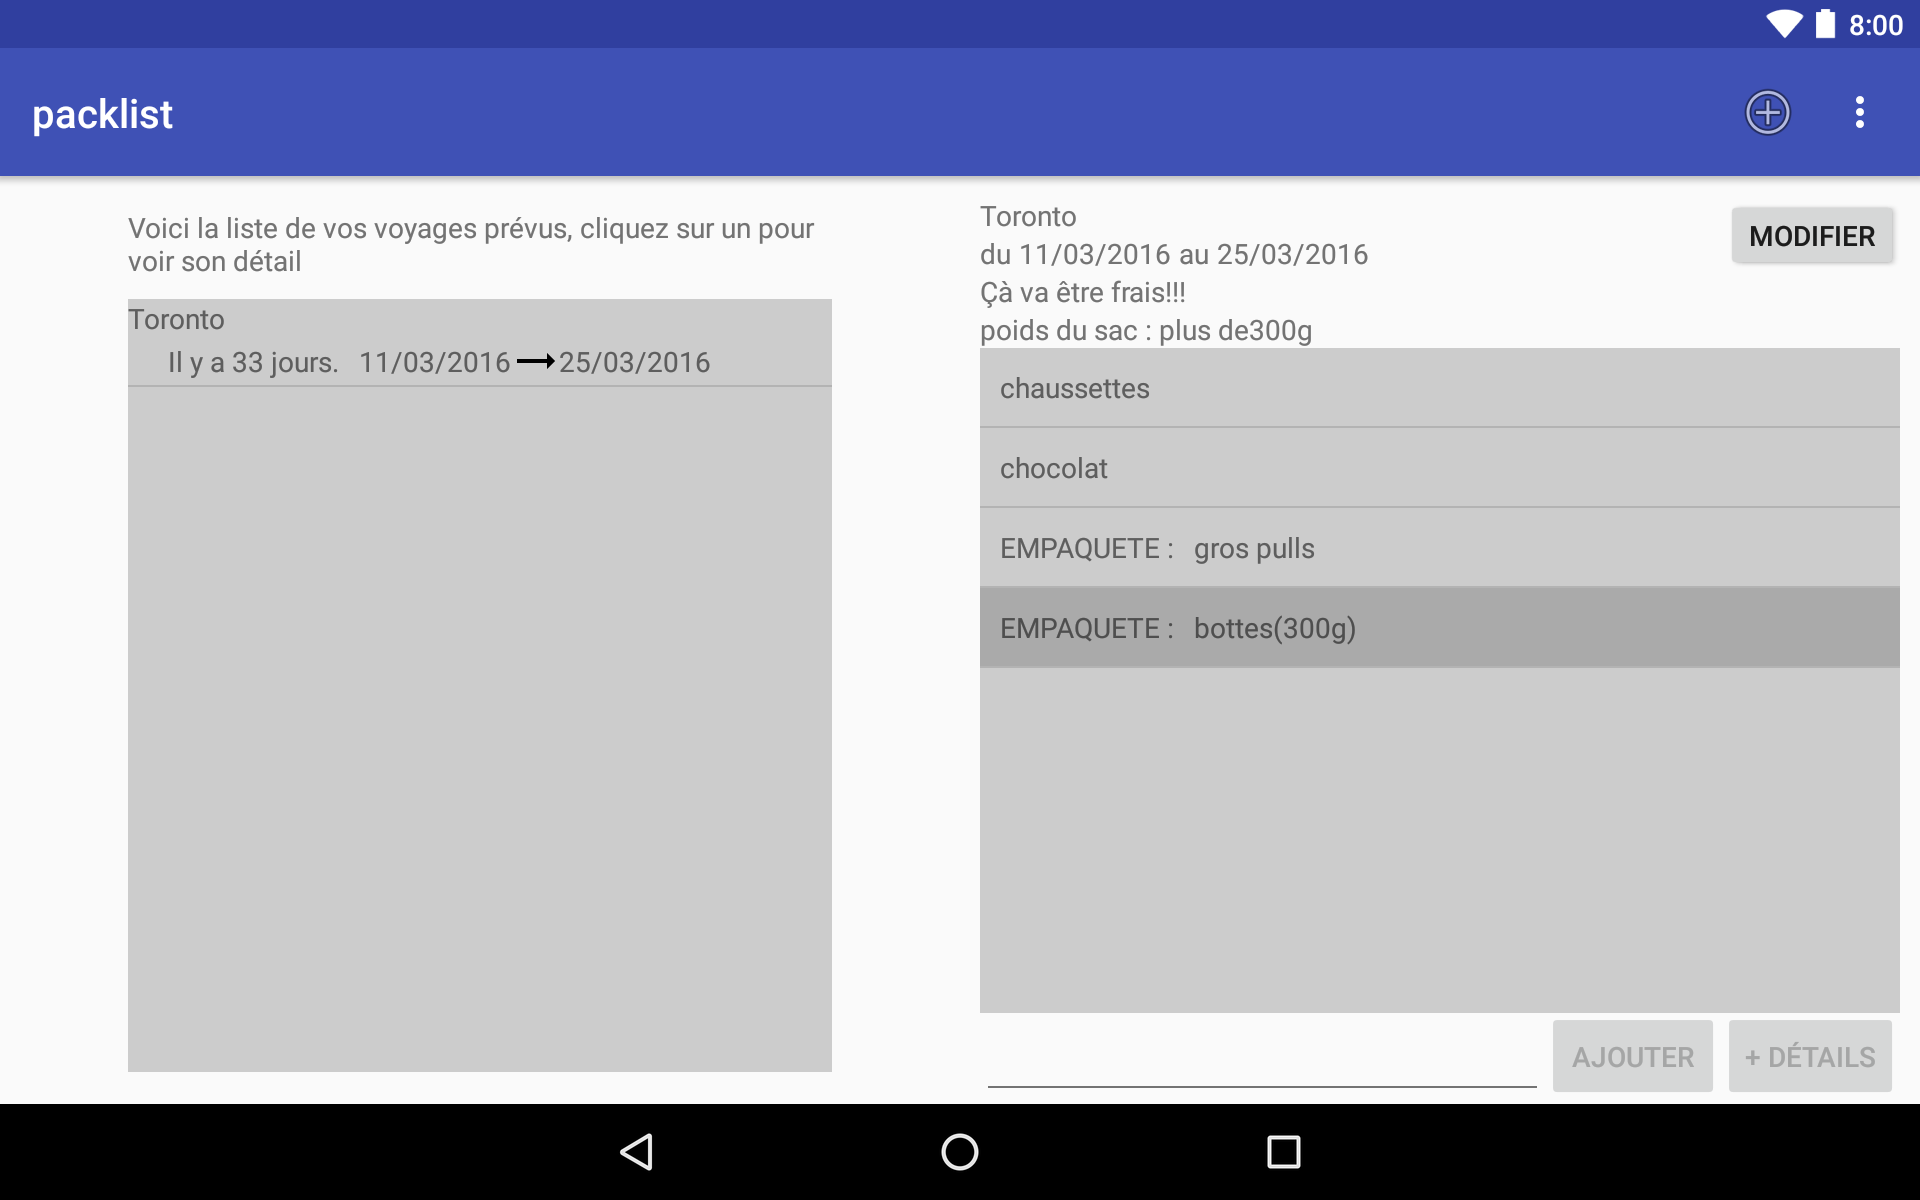 8:00
packlist
Voici la liste de vos voyages prévus, cliquez sur un pour
voir son détail
Toronto
Il y a 33 jours. 11/03/2016 25/03/2016
Toronto
du 11/03/2016 au 25/03/2016
Çà va être frais!!!
poids du sac : plus de300g
MODIFIER
chaussettes
chocolat
EMPAQUETE : gros pulls
EMPAQUETE : bottes(300g)
AJOUTER
+ DÉTAILS